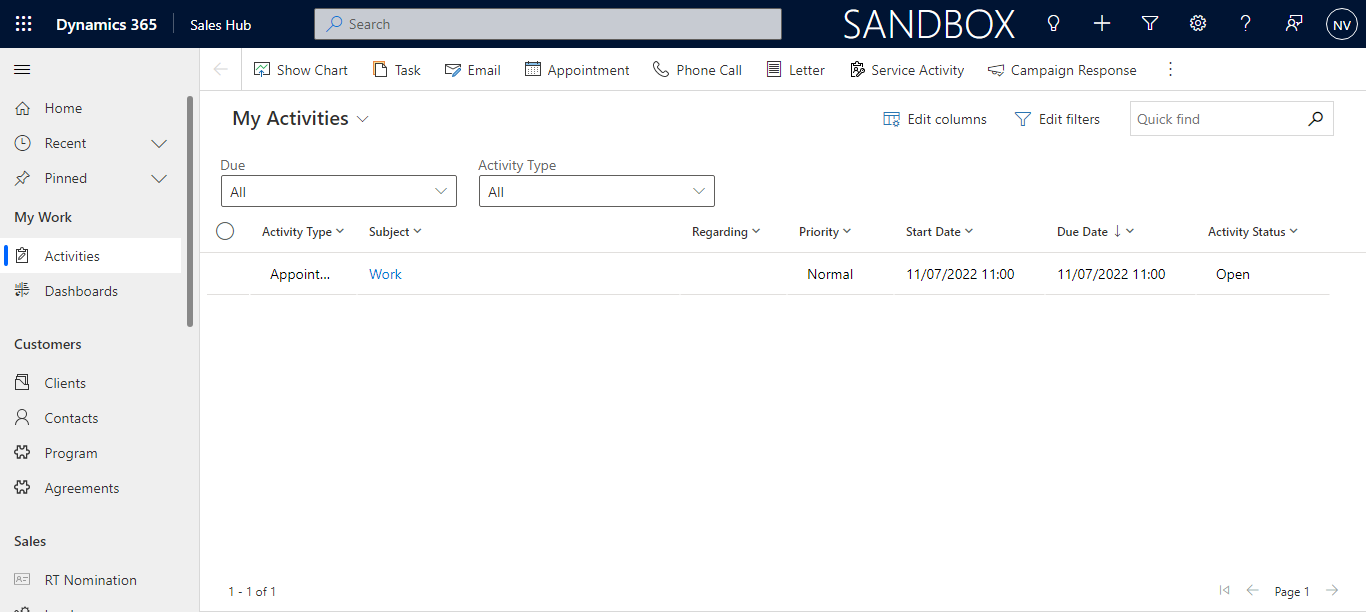 Dynamics 365 Sales Hub Search SANDBOX NV
Show Chart Task Email Appointment Phone Call Letter Service Activity Campaign Response
Home
Recent
Pinned
My Work
Activities
Dashboards
Customers
Clients
Contacts
Program
Agreements
Sales
RT Nomination
My Activities Edit columns Edit filters Quick find
Due Activity Type
All All
Activity Type Subject Regarding Priority Start Date Due Date Activity Status
Appoint... Work Normal 11/07/2022 11:00 11/07/2022 11:00 Open
1 - 1 of 1 Page 1